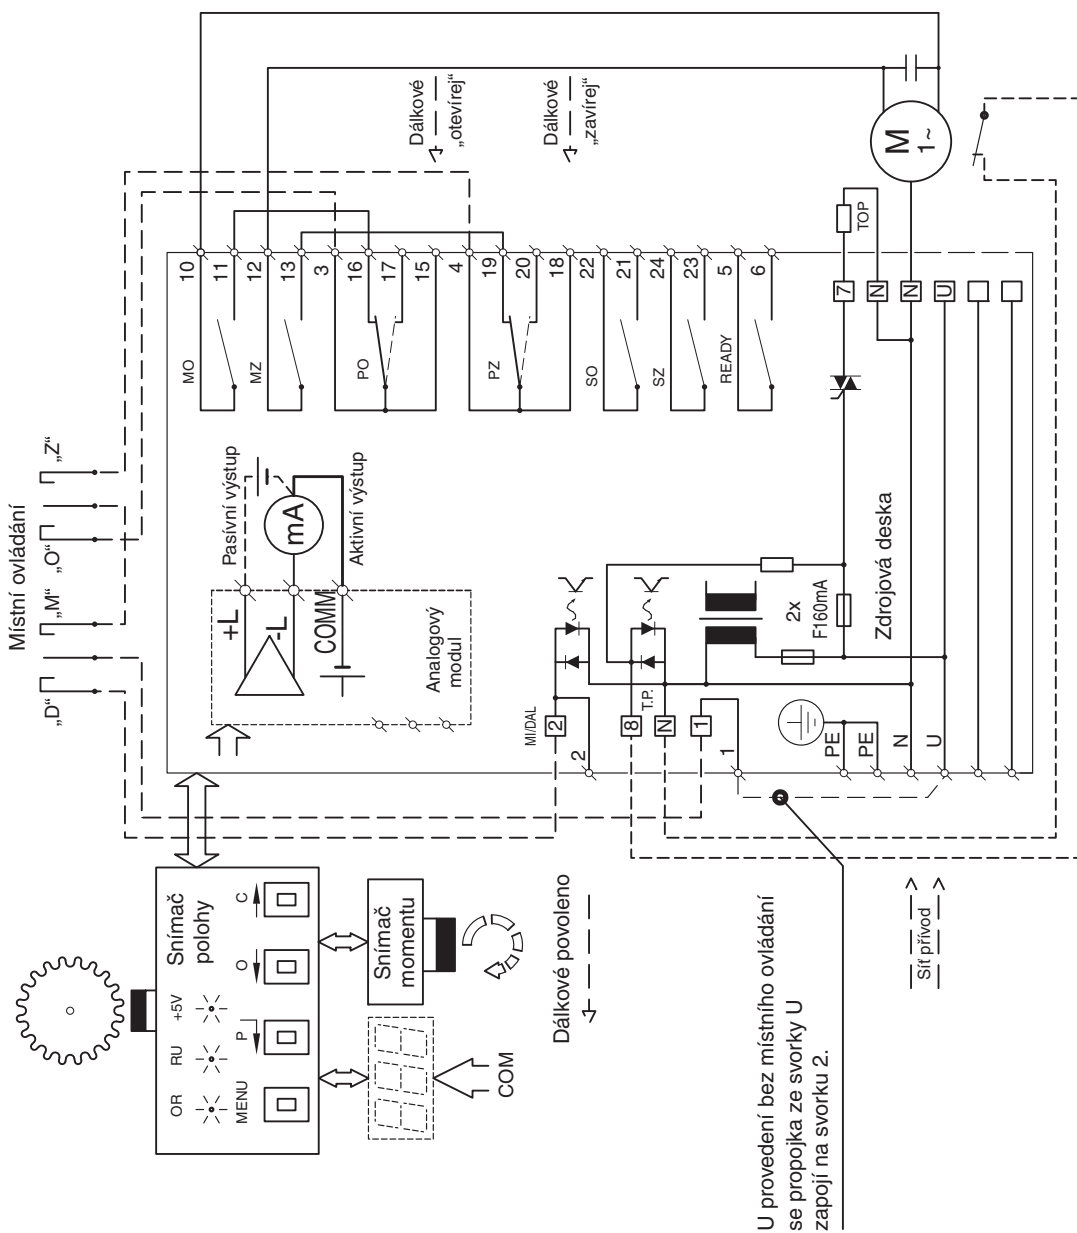 Místní ovládání
„D“
„M“
„O“
„Z“
Snímač
polohy
OR
RU
+5V
MENU
P
O
C
Snímač
momentu
COM
Pasívní výstup
Aktivní výstup
mA
+L
-L
COMM
Analogový
modul
MO
MZ
PO
PZ
SO
SZ
READY
10
11
12
13
3
16
17
15
4
19
20
18
22
21
24
23
5
6
Dálkové
„otevírej“
Dálkové
„zavírej“
M
1~
TOP
7
N
N
U
MI/DAL
2
2
8
T.P.
N
1
1
2x
F160mA
Zdrojová deska
PE
PE
N
U
Dálkové povoleno
Síť přívod
U provedení bez místního ovládání
se propojka ze svorky U
zapojí na svorku 2.